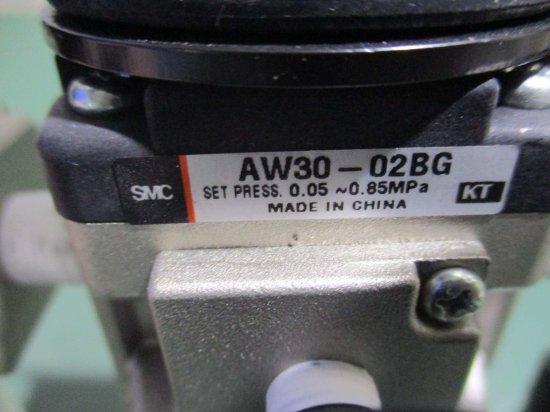 SMC AW30-02BG
SET PRESS. 0.05 ~0.85MPa KT
MADE IN CHINA